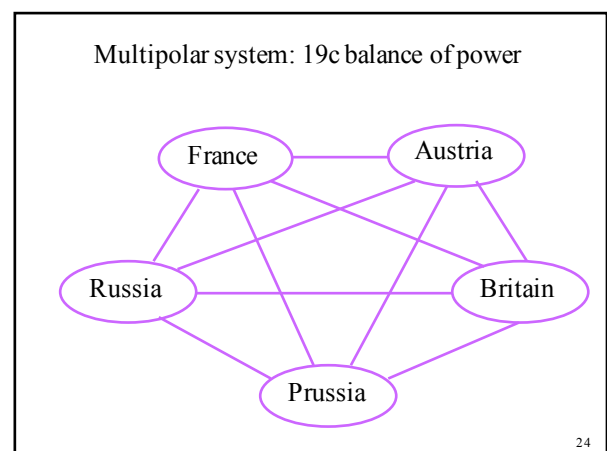 Multipolar system: 19c balance of power
France
Austria
Russia
Britain
Prussia
24